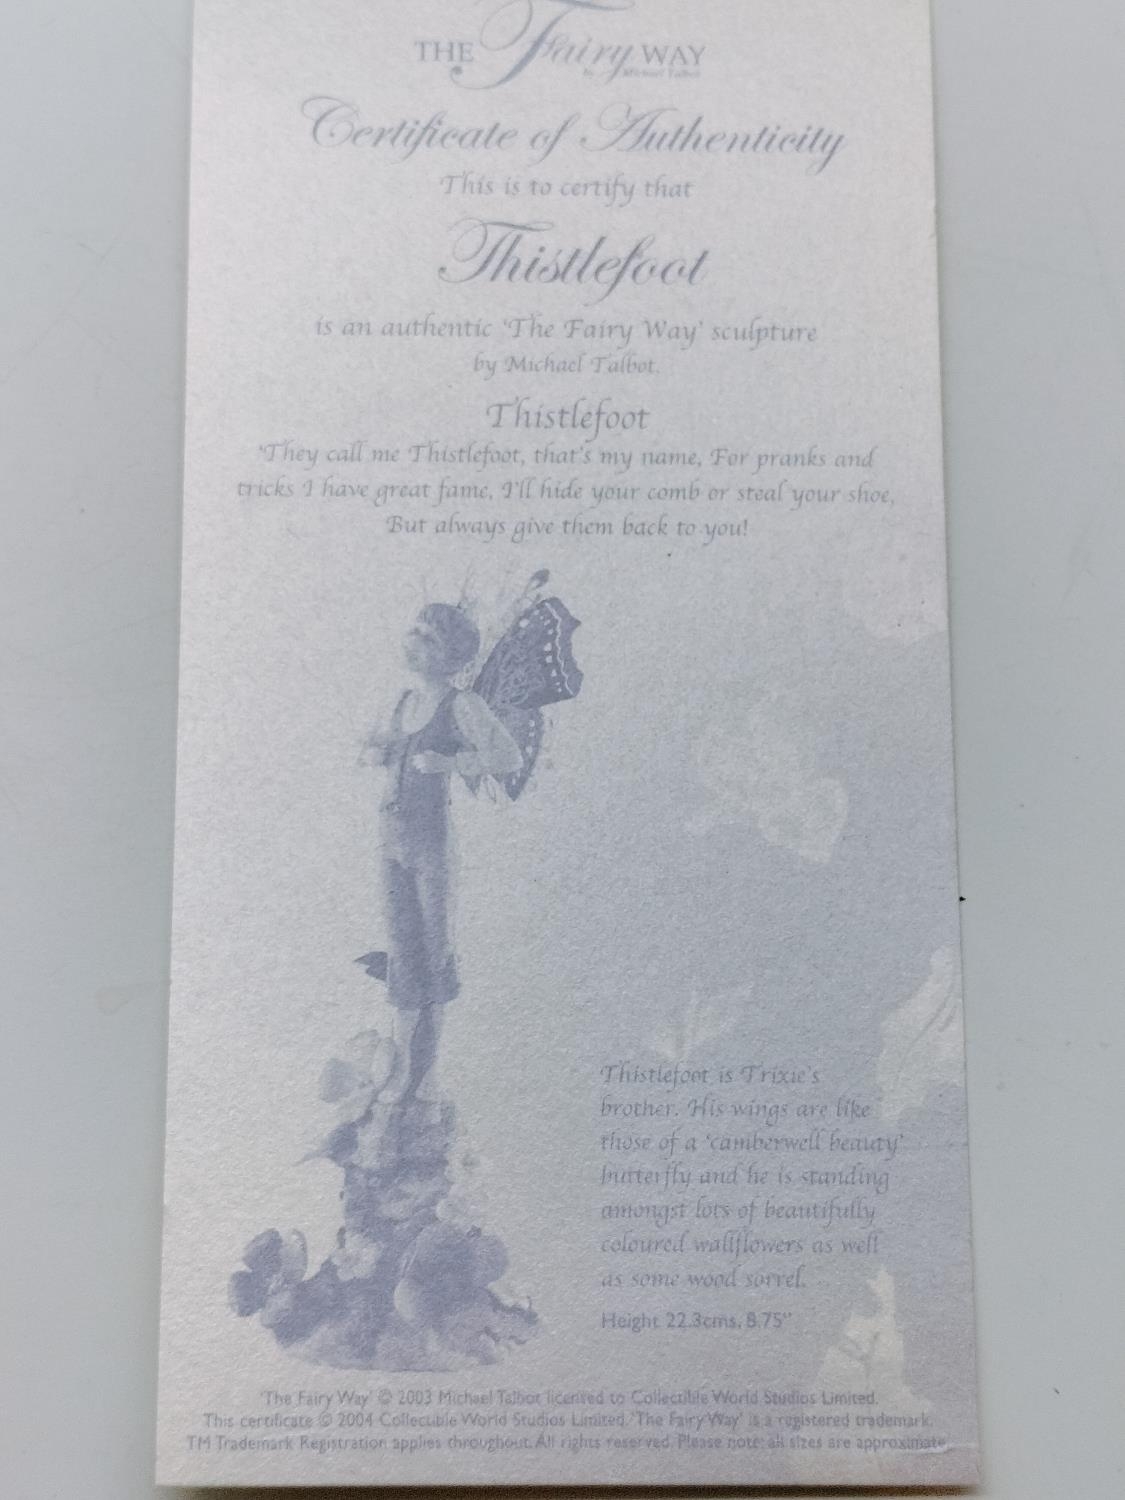 THE Fairy WAY
by Michael Talbot
Certificate of Authenticity
This is to certify that
Thistlefoot
is an authentic 'The Fairy Way' sculpture
by Michael Talbot.
Thistlefoot
'They call me Thistlefoot, that's my name, For pranks and
tricks I have great fame, I'll hide your comb or steal your shoe,
But always give them back to you!
Thistlefoot is Trixie's
brother. His wings are like
those of a 'camberwell beauty'
butterfly and he is standing
amongst lots of beautifully
coloured wallflowers as well
as some wood sorrel.
Height 22.3cms, 8.75"
'The Fairy Way' © 2003 Michael Talbot licensed to Collectible World Studios Limited.
This certificate © 2004 Collectible World Studios Limited. 'The Fairy Way' is a registered trademark.
TM Trademark Registration applies throughout. All rights reserved. Please note: all sizes are approximate